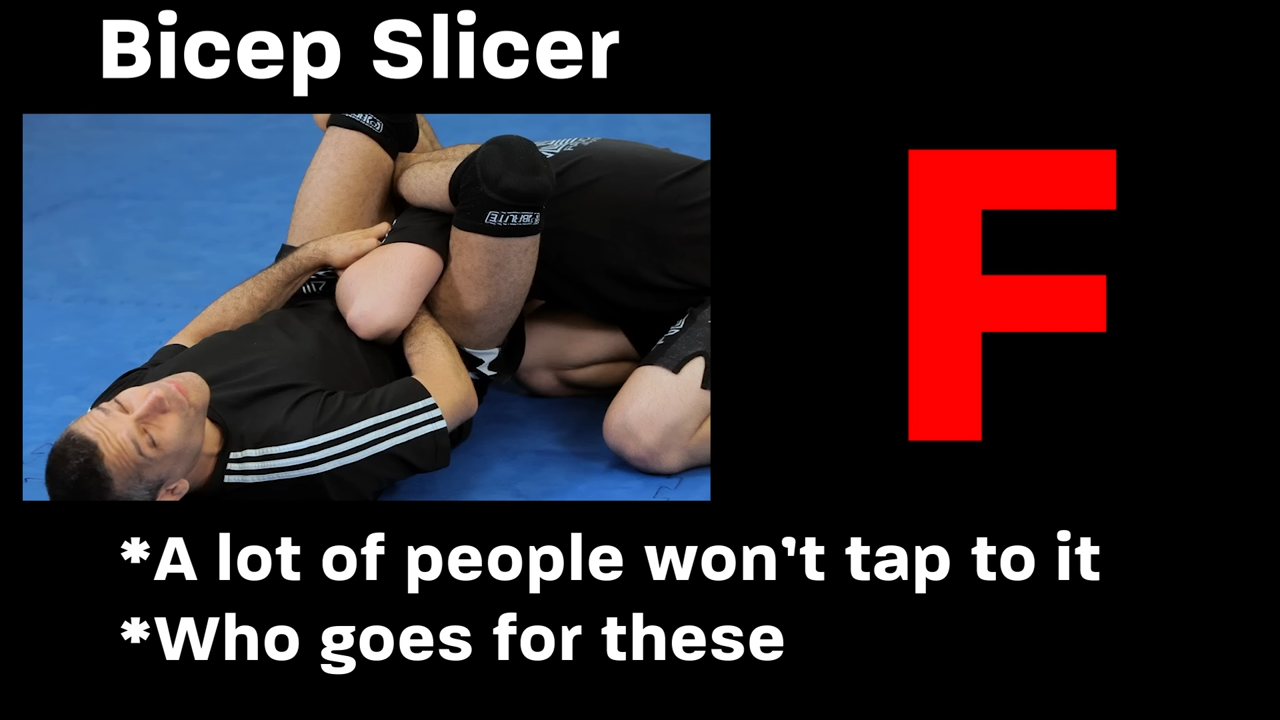 Bicep Slicer
F
*A lot of people won't tap to it
*Who goes for these